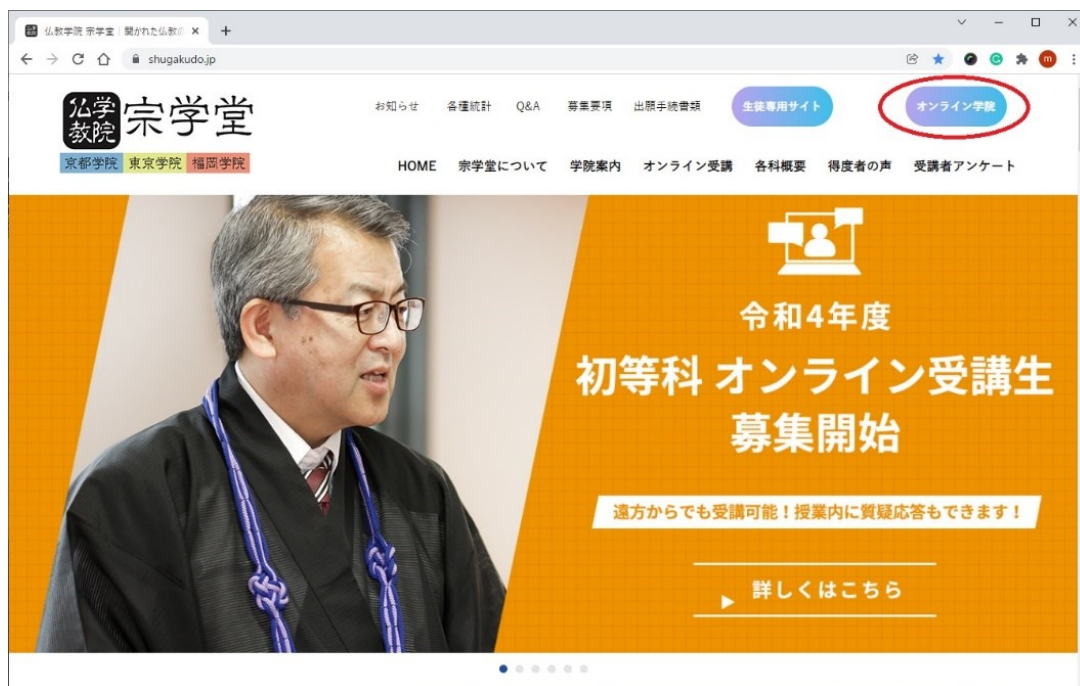 仏教学院 宗学堂｜開かれた仏教の
shugakudo.jp
m
仏学
教院
宗学堂
京都学院 東京学院 福岡学院
お知らせ 各種統計 Q&A 募集要項 出願手続書類 生徒専用サイト オンライン学院
HOME 宗学堂について 学院案内 オンライン受講 各科概要 得度者の声 受講者アンケート
令和4年度
初等科 オンライン受講生
募集開始
遠方からでも受講可能！授業内に質疑応答もできます！
詳しくはこちら